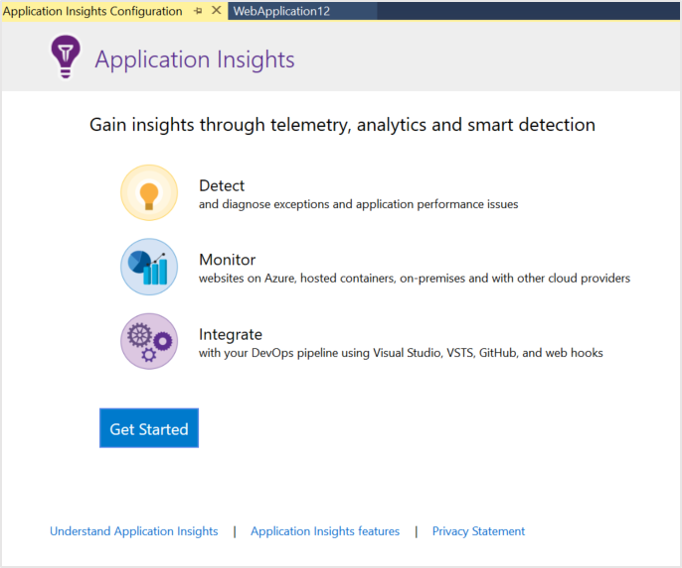 Application Insights Configuration WebApplication12
Application Insights
Gain insights through telemetry, analytics and smart detection
Detect
and diagnose exceptions and application performance issues
Monitor
websites on Azure, hosted containers, on-premises and with other cloud providers
Integrate
with your DevOps pipeline using Visual Studio, VSTS, GitHub, and web hooks
Get Started
Understand Application Insights | Application Insights features | Privacy Statement